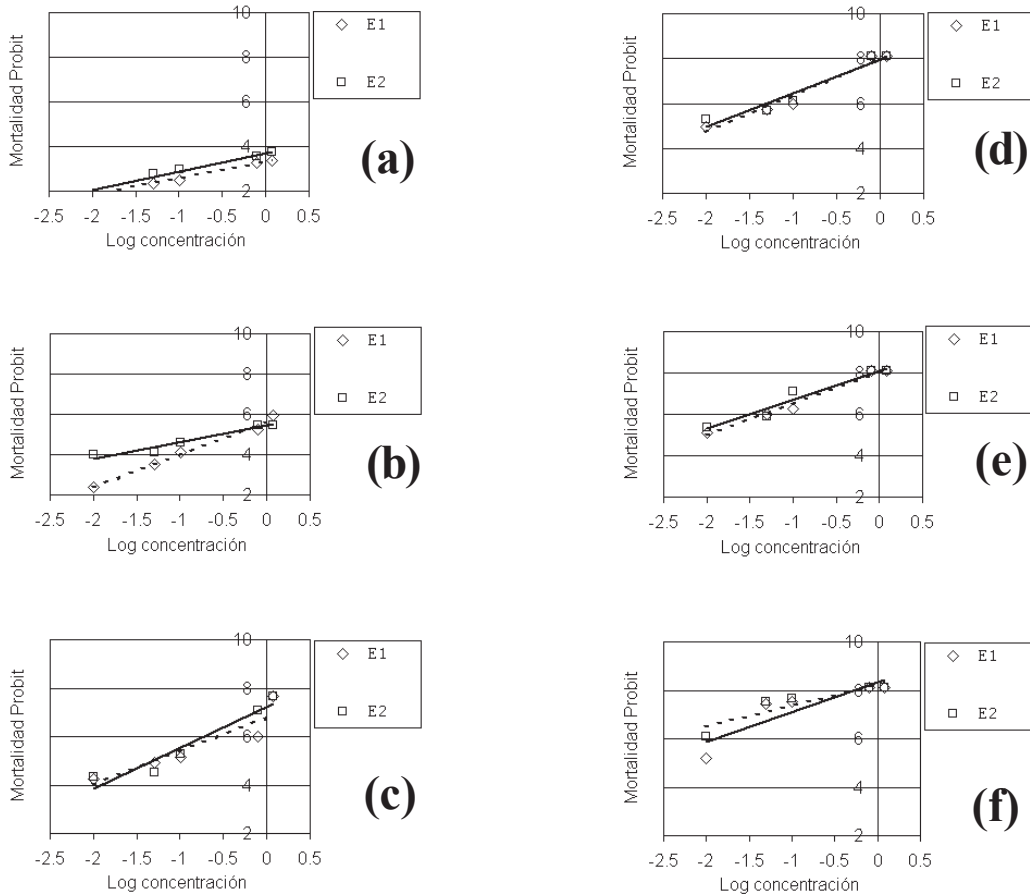 Mortalidad Probit
10
8
6
4
2
-2.5 -2 -1.5 -1 -0.5 0 0.5
Log concentración
E1
E2
(a)
Mortalidad Probit
10
8
6
4
2
-2.5 -2 -1.5 -1 -0.5 0 0.5
Log concentración
E1
E2
(b)
Mortalidad Probit
10
8
6
4
2
-2.5 -2 -1.5 -1 -0.5 0 0.5
Log concentración
E1
E2
(c)
Mortalidad Probit
10
8
6
4
2
-2.5 -2 -1.5 -1 -0.5 0 0.5
Log concentración
E1
E2
(d)
Mortalidad Probit
10
8
6
4
2
-2.5 -2 -1.5 -1 -0.5 0 0.5
Log concentración
E1
E2
(e)
Mortalidad Probit
10
8
6
4
2
-2.5 -2 -1.5 -1 -0.5 0 0.5
Log concentración
E1
E2
(f)